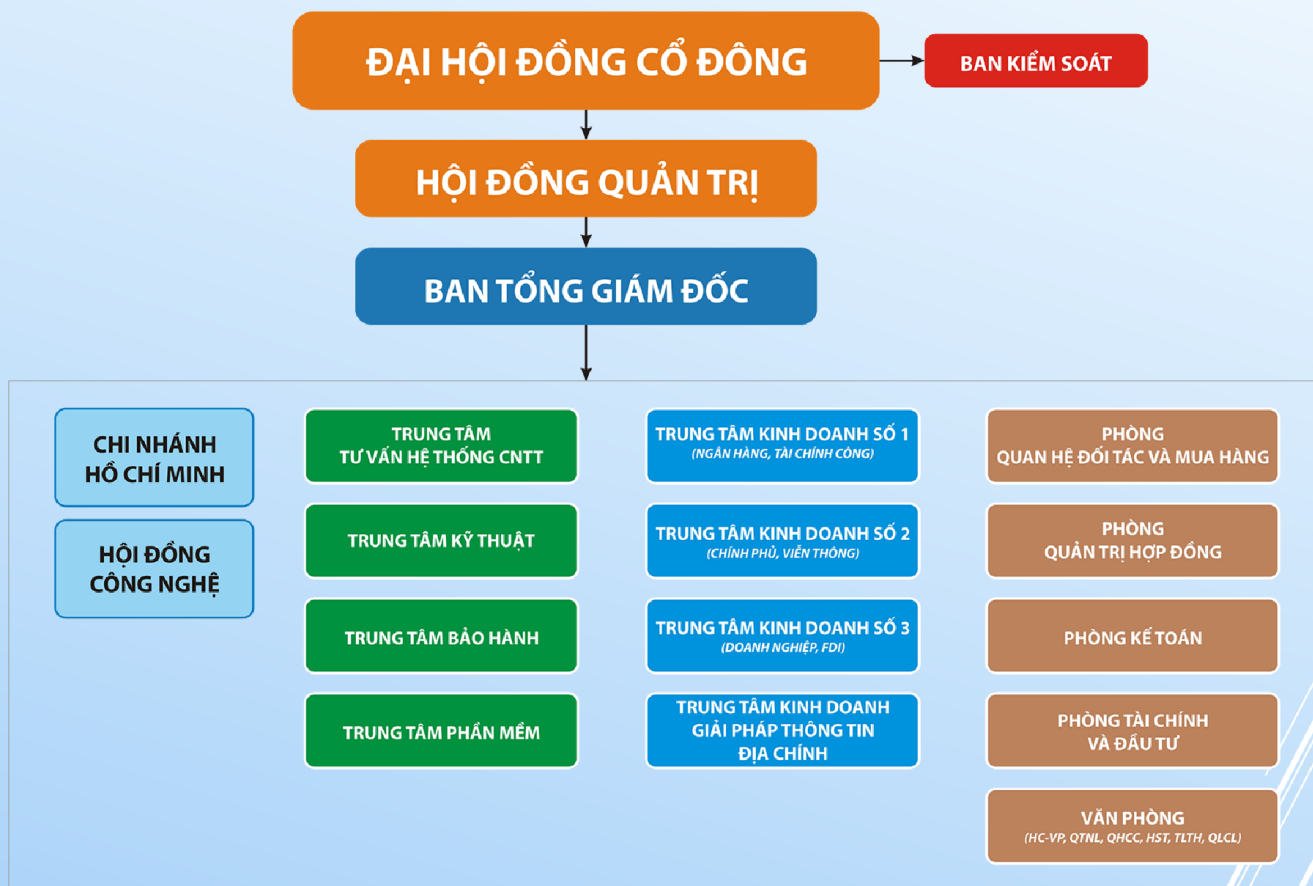 ĐẠI HỘI ĐỒNG CỔ ĐÔNG
BAN KIỂM SOÁT
HỘI ĐỒNG QUẢN TRỊ
BAN TỔNG GIÁM ĐỐC
CHI NHÁNH
HỒ CHÍ MINH
HỘI ĐỒNG
CÔNG NGHỆ
TRUNG TÂM
TƯ VẤN HỆ THỐNG CNTT
TRUNG TÂM KỸ THUẬT
TRUNG TÂM BẢO HÀNH
TRUNG TÂM PHẦN MỀM
TRUNG TÂM KINH DOANH SỐ 1
(NGÂN HÀNG, TÀI CHÍNH CÔNG)
TRUNG TÂM KINH DOANH SỐ 2
(CHÍNH PHỦ, VIỄN THÔNG)
TRUNG TÂM KINH DOANH SỐ 3
(DOANH NGHIỆP, FDI)
TRUNG TÂM KINH DOANH
GIẢI PHÁP THÔNG TIN
ĐỊA CHÍNH
PHÒNG
QUAN HỆ ĐỐI TÁC VÀ MUA HÀNG
PHÒNG
QUẢN TRỊ HỢP ĐỒNG
PHÒNG KẾ TOÁN
PHÒNG TÀI CHÍNH
VÀ ĐẦU TƯ
VĂN PHÒNG
(HC-VP, QTNL, QHCC, HST, TLTH, QLCL)